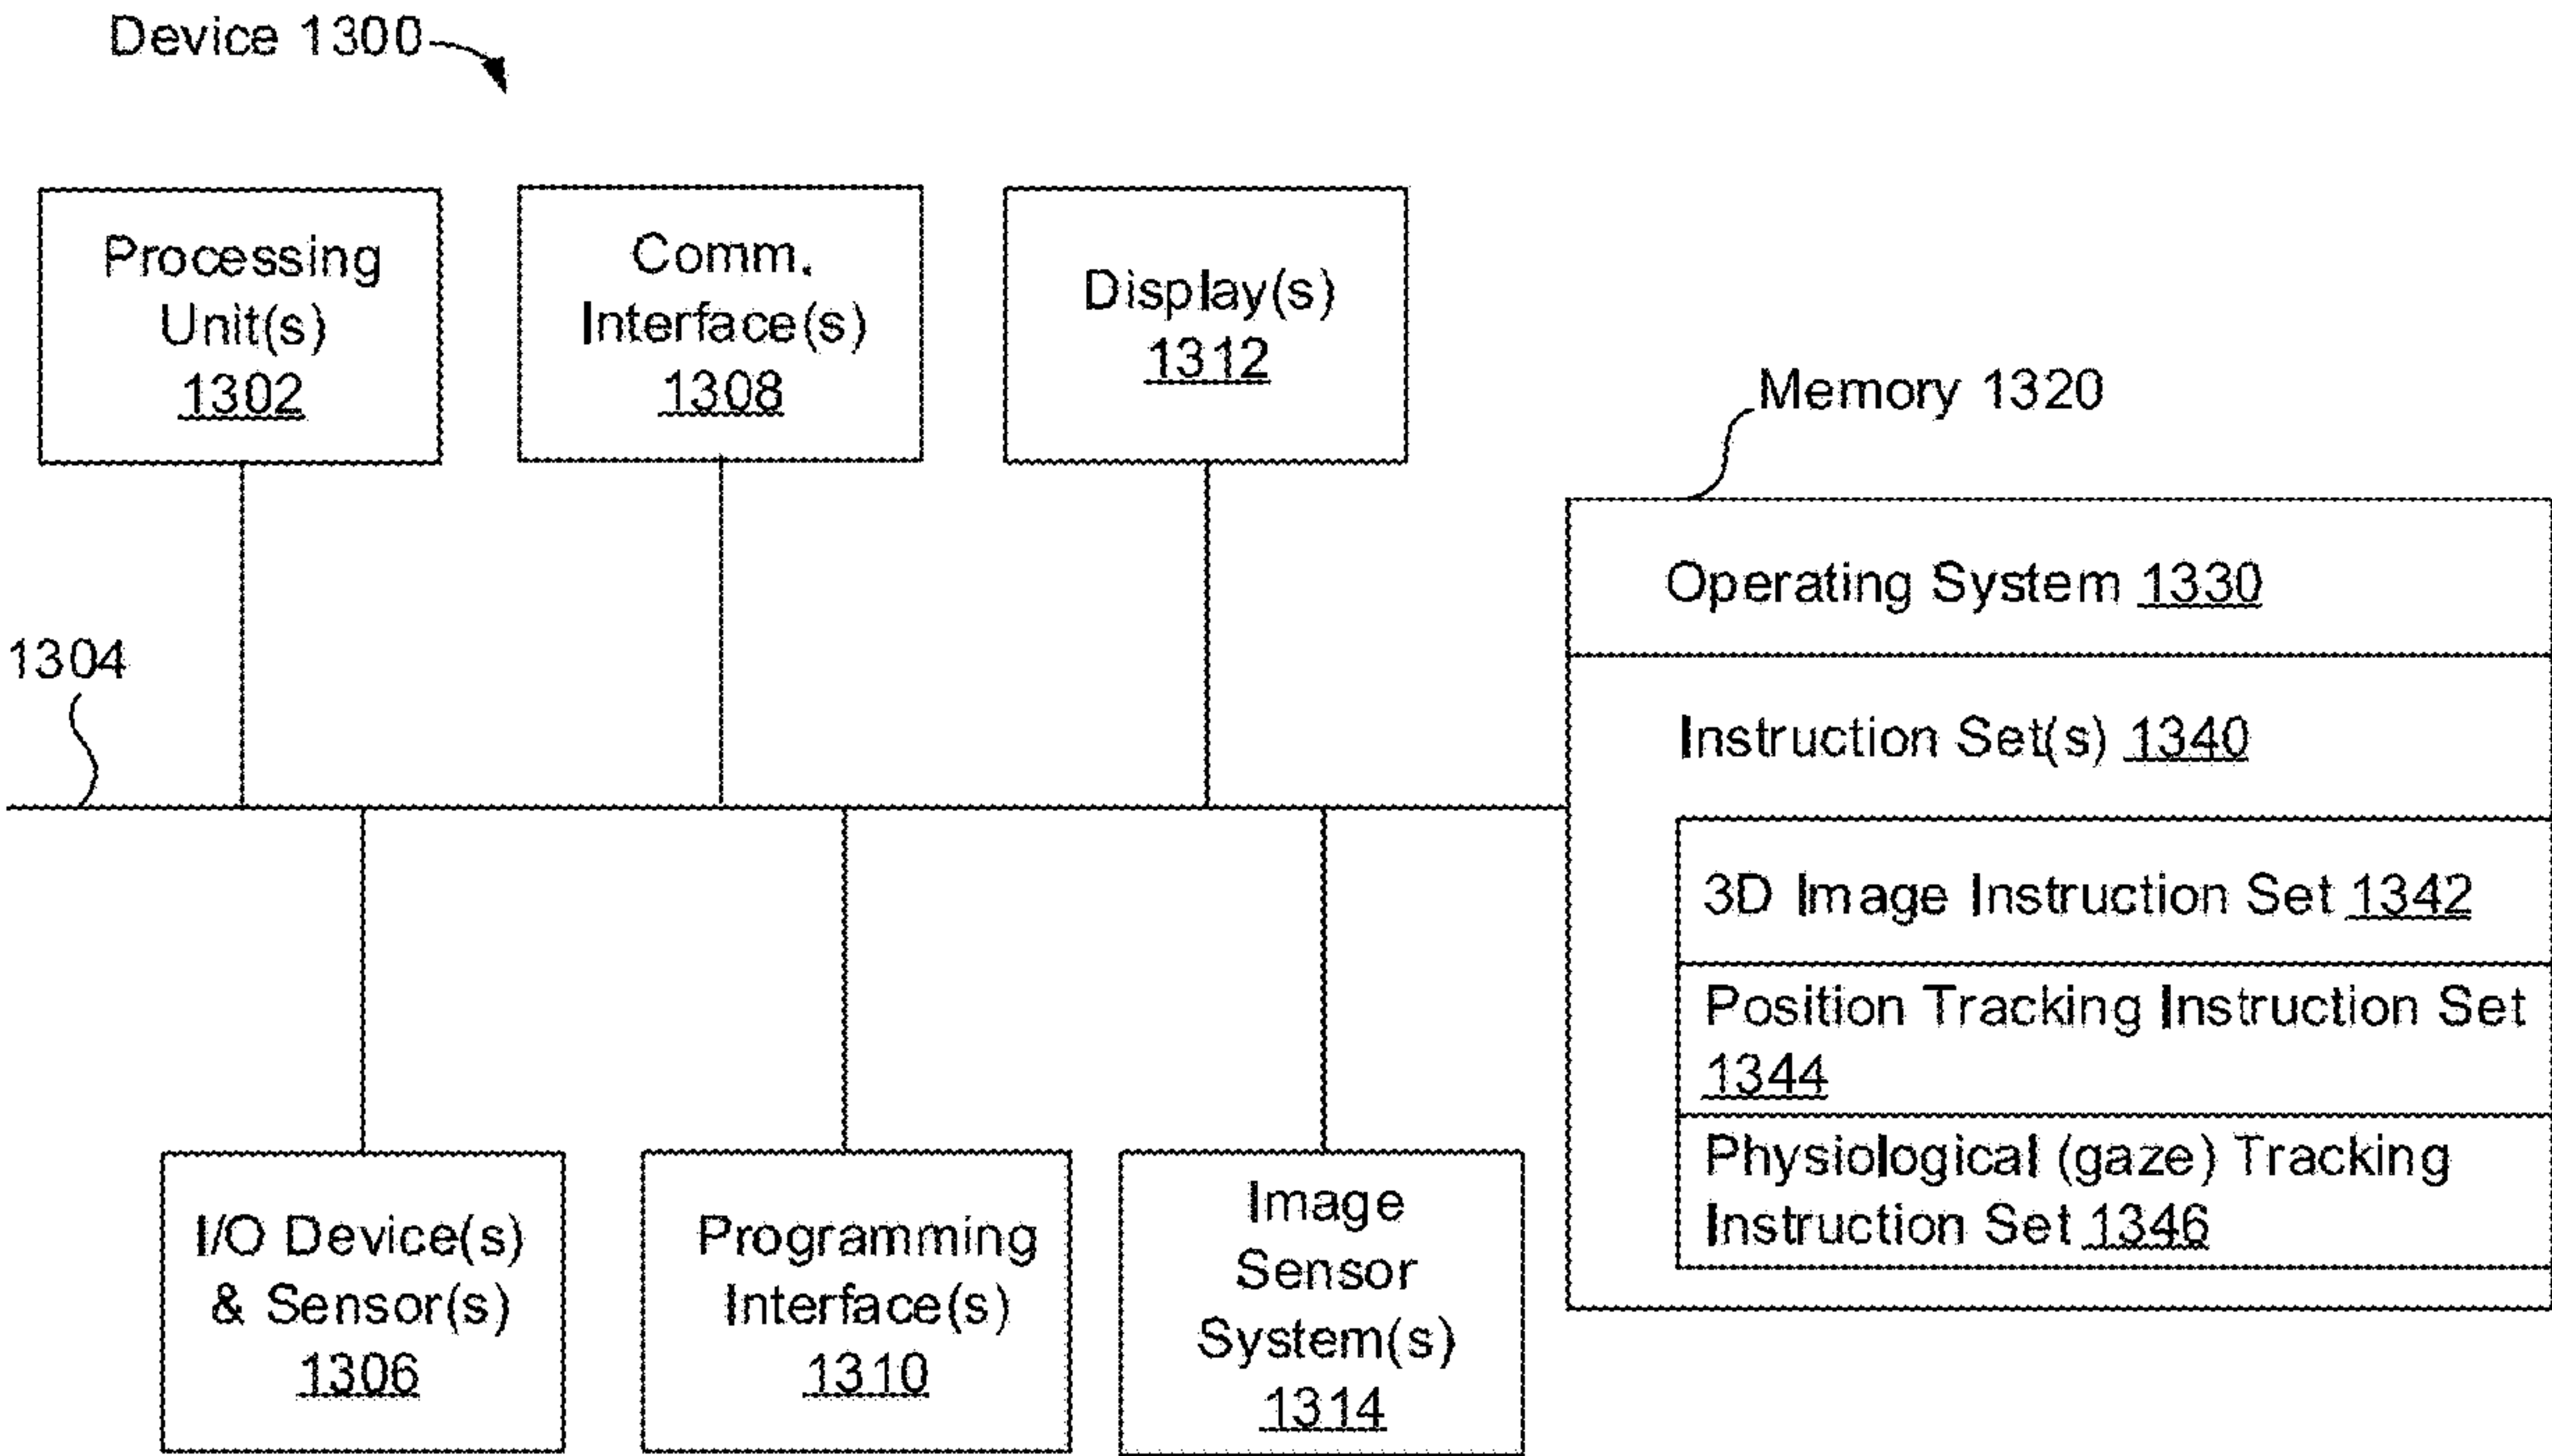 Device 1300
Processing
Unit(s)
1302
Comm.
Interface(s)
1308
Display(s)
1312
Memory 1320
Operating System 1330
1304
Instruction Set(s) 1340
3D Image Instruction Set 1342
Position Tracking Instruction Set
1344
Physiological (gaze) Tracking
Instruction Set 1346
I/O Device(s)
& Sensor(s)
1306
Programming
Interface(s)
1310
Image
Sensor
System(s)
1314